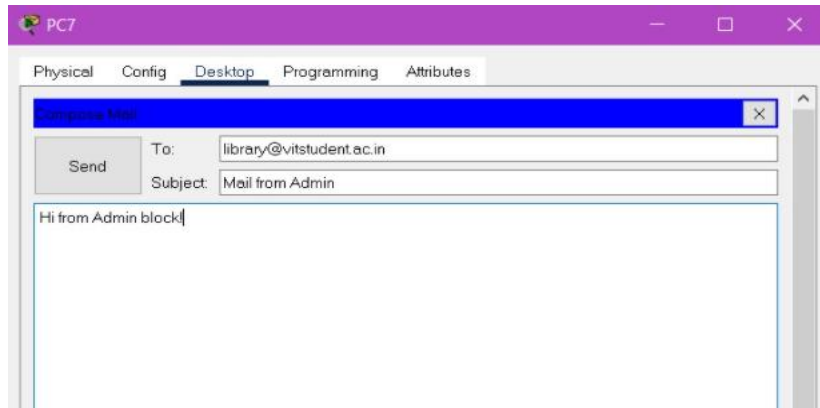 PC7
Physical Config Desktop Programming Attributes
Compose Mail
Send
To: library@vitstudent.ac.in
Subject: Mail from Admin
Hi from Admin block!